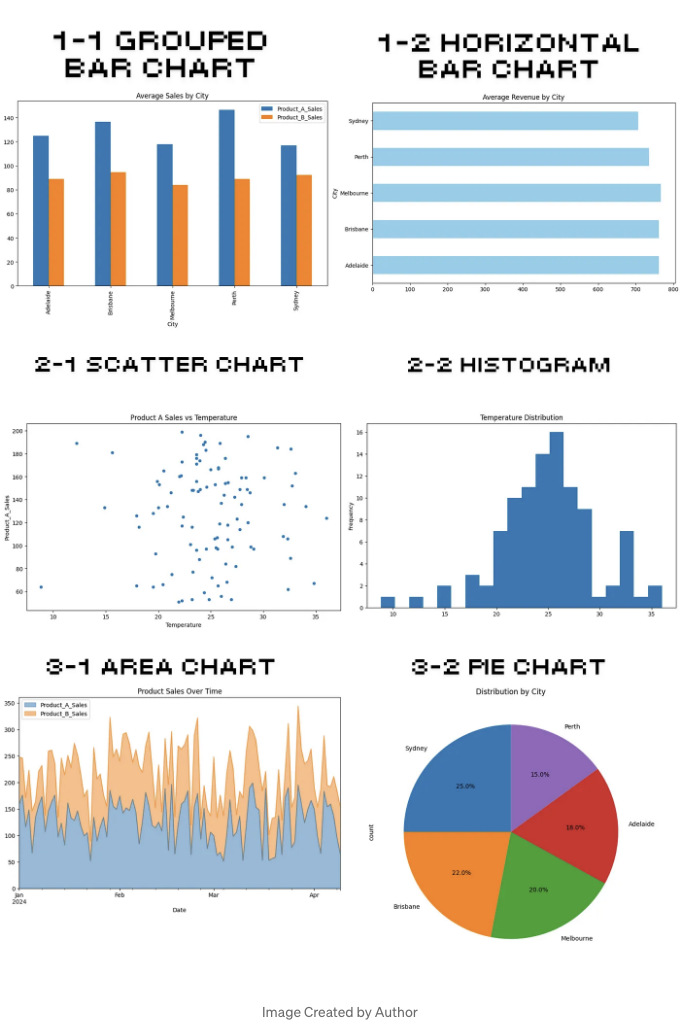 1-1 GROUPED
BAR CHART
Average Sales by City
Product_A_Sales
Product_B_Sales
140
120
100
80
60
40
20
0
Adelaide
Brisbane
Melbourne
Perth
Sydney
City
1-2 HORIZONTAL
BAR CHART
Average Revenue by City
City
Sydney
Perth
Melbourne
Brisbane
Adelaide
0 100 200 300 400 500 600 700 800
2-1 SCATTER CHART
Product A Sales vs Temperature
Product_A_Sales
200
180
160
140
120
100
80
60
10 15 20 25 30 35
Temperature
2-2 HISTOGRAM
Temperature Distribution
Frequency
16
14
12
10
8
6
4
2
0
10 15 20 25 30 35
3-1 AREA CHART
Product Sales Over Time
Product_A_Sales
Product_B_Sales
350
300
250
200
150
100
50
0
Jan Feb Mar Apr
2024
Date
3-2 PIE CHART
Distribution by City
count
Perth
15.0%
Sydney
25.0%
Adelaide
18.0%
Brisbane
22.0%
Melbourne
20.0%
Image Created by Author